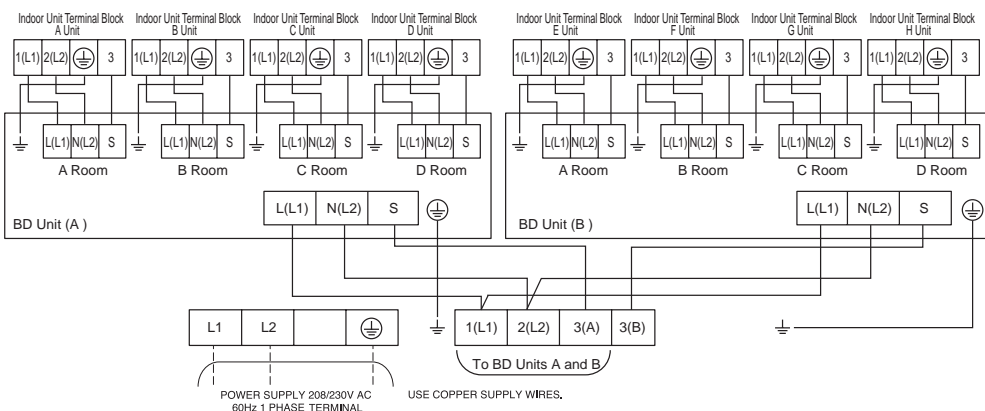 Indoor Unit Terminal Block Indoor Unit Terminal Block Indoor Unit Terminal Block Indoor Unit Terminal Block Indoor Unit Terminal Block Indoor Unit Terminal Block Indoor Unit Terminal Block Indoor Unit Terminal Block
A Unit B Unit C Unit D Unit E Unit F Unit G Unit H Unit
1(L1) 2(L2) 3 1(L1) 2(L2) 3 1(L1) 2(L2) 3 1(L1) 2(L2) 3 1(L1) 2(L2) 3 1(L1) 2(L2) 3 1(L1) 2(L2) 3 1(L1) 2(L2) 3
L(L1) N(L2) S L(L1) N(L2) S L(L1) N(L2) S L(L1) N(L2) S L(L1) N(L2) S L(L1) N(L2) S L(L1) N(L2) S L(L1) N(L2) S
A Room B Room C Room D Room A Room B Room C Room D Room
L(L1) N(L2) S L(L1) N(L2) S
BD Unit (A ) BD Unit (B )
L1 L2 1(L1) 2(L2) 3(A) 3(B)
To BD Units A and B
POWER SUPPLY 208/230V AC USE COPPER SUPPLY WIRES.
60Hz 1 PHASE TERMINAL